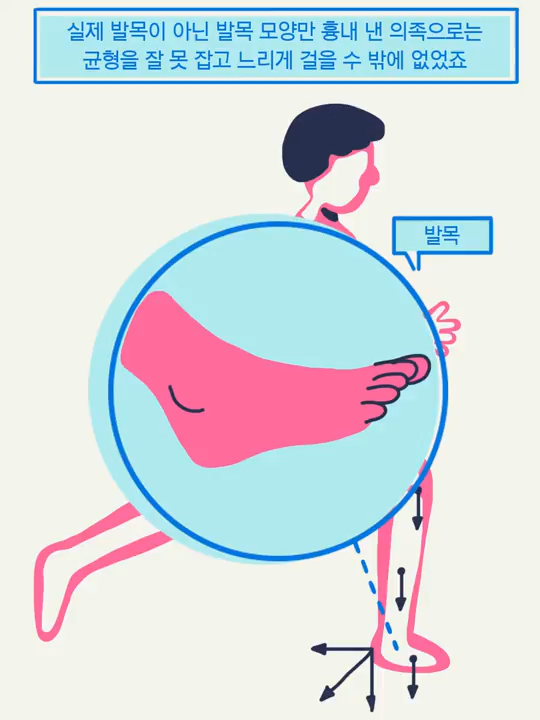 실제 발목이 아닌 발목 모양만 흉내 낸 의족으로는
균형을 잘 못 잡고 느리게 걸을 수 밖에 없었죠
발목